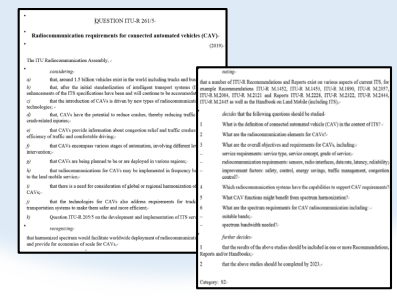 QUESTION ITU-R 261/5
Radiocommunication requirements for connected automated vehicles (CAV)
(2019)
The ITU Radiocommunication Assembly,
considering
a) that, around 1.5 billion vehicles exist in the world including trucks and bus
b) that, after the initial standardization of intelligent transport systems (I
enhancements of the ITS specifications have been and will continue to be accommodat
c) that the introduction of CAVs is driven by new types of radiocommunication
technologies;
d) that, CAVs have the potential to reduce crashes, thereby reducing traffic
crash-related injuries;
e) that CAVs provide information about congestion relief and traffic conduc
efficiency of traffic and comfortable driving;
f) that CAVs encompass various stages of automation, involving different lev
intervention;
g) that CAVs are being planned to be or are deployed in various regions;
h) that radiocommunications for CAVs may be implemented in frequency b
to the land mobile service;
i) that there is a need for consideration of global or regional harmonization of
CAVs;
j) that the technologies for CAVs also address requirements for trucks
transportation systems to make them safer and more efficient;
k) Question ITU-R 205/5 on the development and implementation of ITS serv
recognizing
that harmonized spectrum would facilitate worldwide deployment of radiocommunicati
and provide for economies of scale for CAVs,
noting
that a number of ITU-R Recommendations and Reports exist on various aspects of current ITS, for
example Recommendations ITU-R M.1452, ITU-R M.1453, ITU-R M.1890, ITU-R M.2057,
ITU-R M.2084, ITU-R M.2121 and Reports ITU-R M.2228, ITU-R M.2322, ITU-R M.2444,
ITU-R M.2445 as well as the Handbook on Land Mobile (including ITS),
decides that the following questions should be studied
1 What is the definition of connected automated vehicle (CAV) in the context of ITS?
2 What are the radiocommunication elements for CAVs?
3 What are the overall objectives and requirements for CAVs, including:
– service requirements: service type, service concept, grade of service;
– radiocommunication requirements: sensors, radio interfaces, data rate, latency, reliability;
– improvement factors: safety, control, energy savings, traffic management, congestion
control?
4 Which radiocommunication systems have the capabilities to support CAV requirements?
5 What CAV functions might benefit from spectrum harmonization?
6 What are the spectrum requirements for CAV radiocommunication including:
– suitable bands;
– spectrum bandwidth needed?
further decides
1 that the results of the above studies should be included in one or more Recommendations,
Reports and/or Handbooks;
2 that the above studies should be completed by 2023.
Category: S2